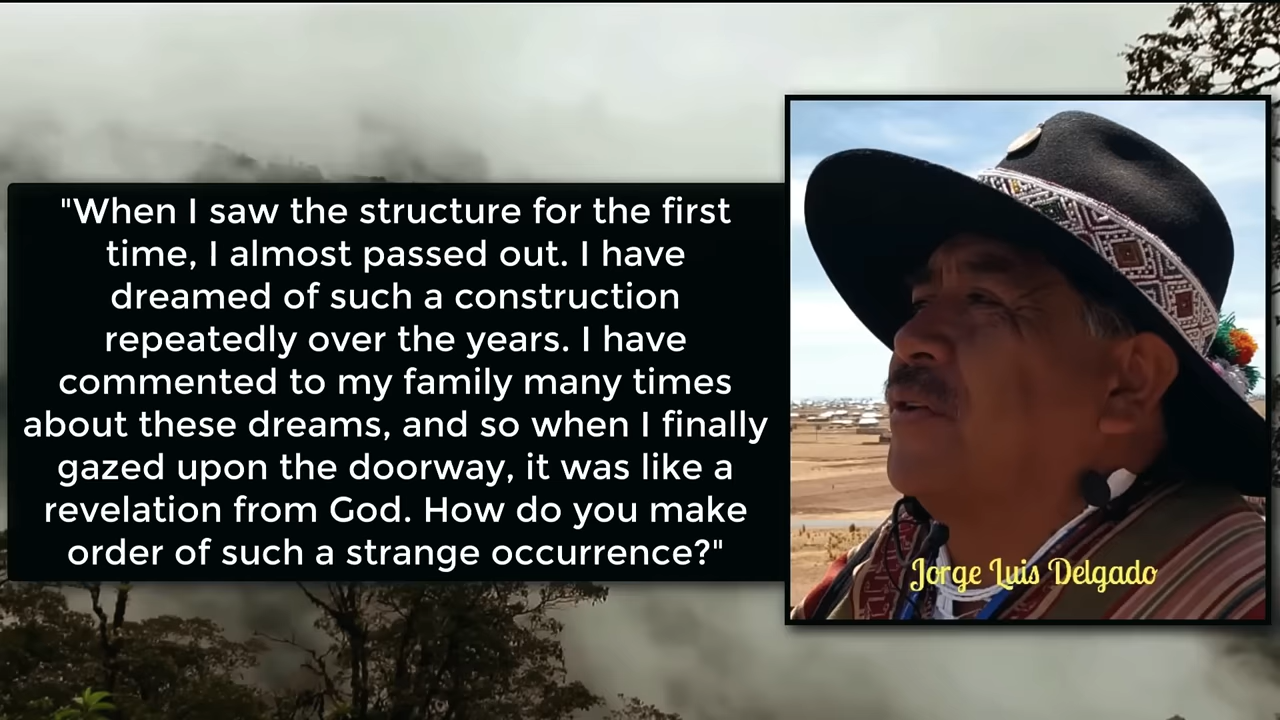 "When I saw the structure for the first
time, I almost passed out. I have
dreamed of such a construction
repeatedly over the years. I have
commented to my family many times
about these dreams, and so when I finally
gazed upon the doorway, it was like a
revelation from God. How do you make
order of such a strange occurrence?"
Jorge Luis Delgado